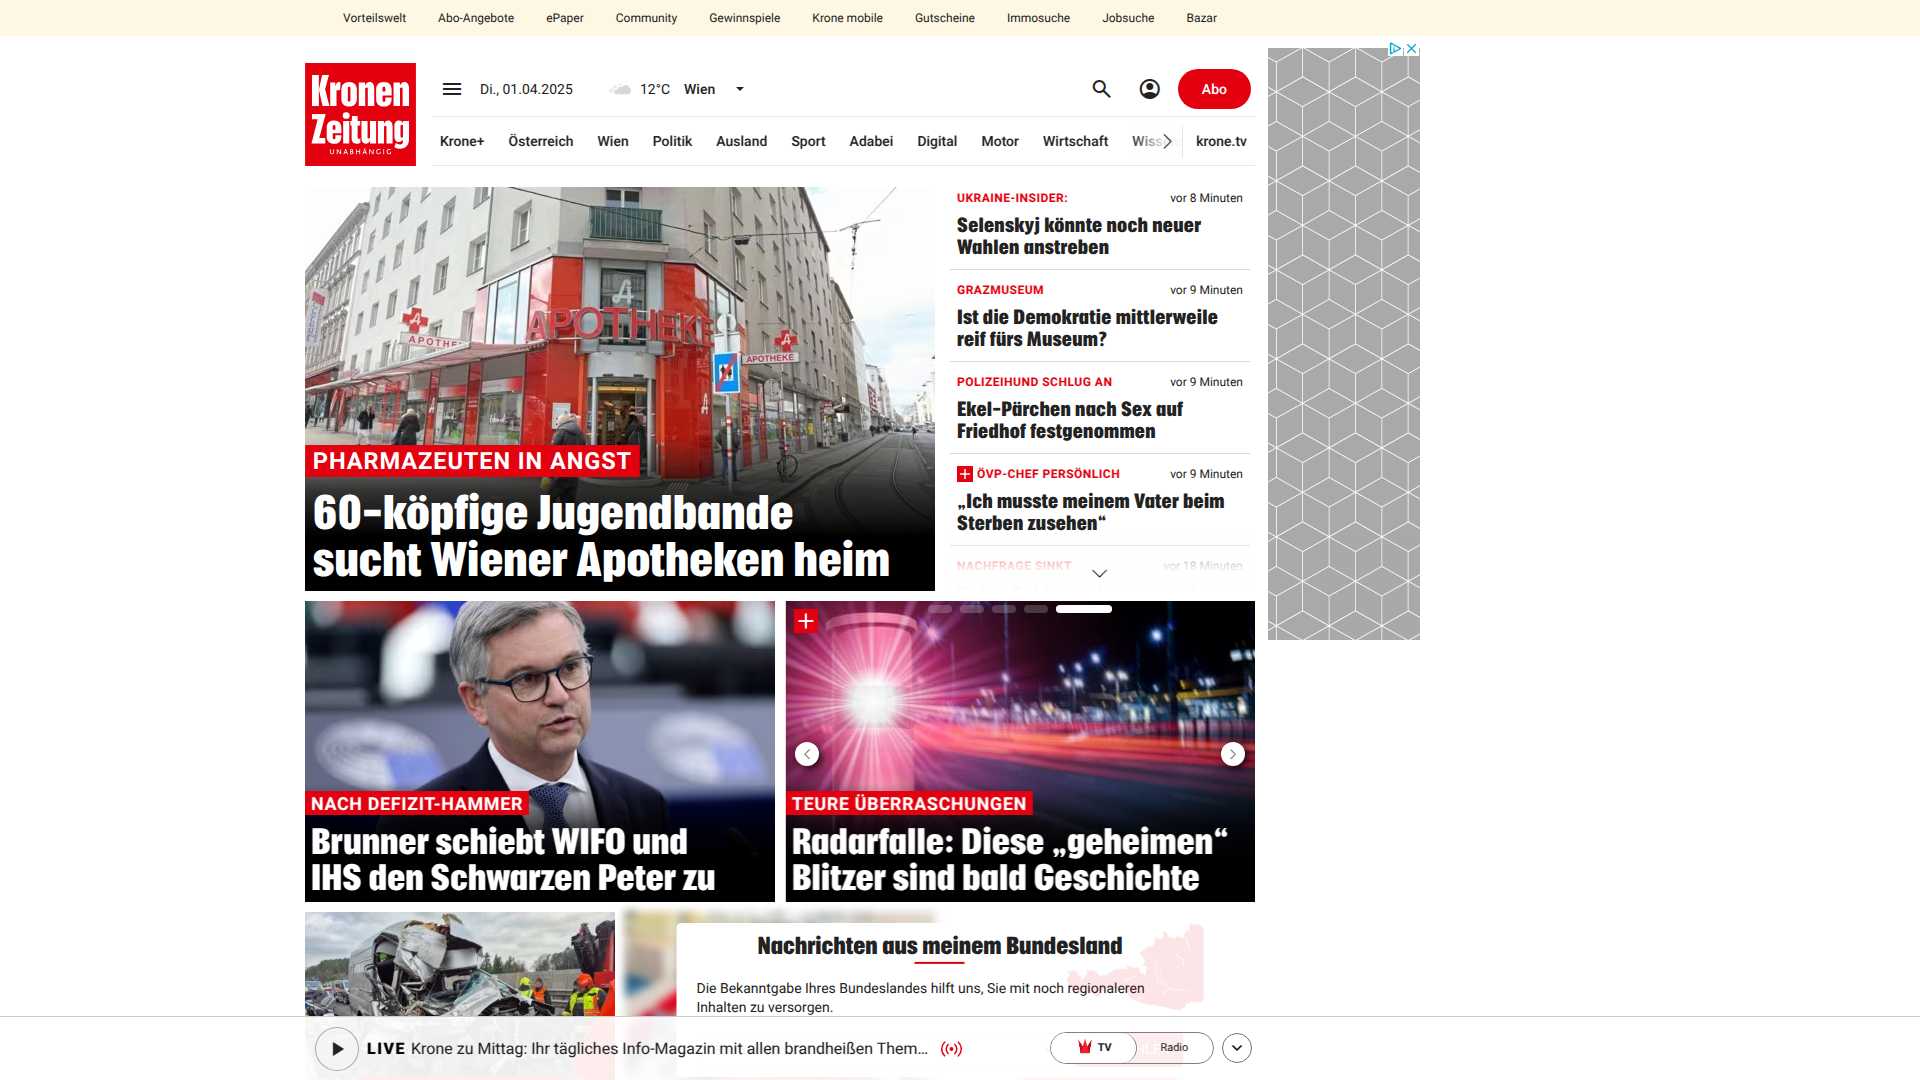 Vorteilswelt Abo-Angebote ePaper Community Gewinnspiele Krone mobile Gutscheine Immosuche Jobsuche Bazar
Kronen
Zeitung
UNABHÄNGIG
Di., 01.04.2025 12°C Wien
Abo
Krone+ Österreich Wien Politik Ausland Sport Adabei Digital Motor Wirtschaft Wiss krone.tv
APOTHEKE
APOTHE
APOTHEKE
PHARMAZEUTEN IN ANGST
60-köpfige Jugendbande
sucht Wiener Apotheken heim
UKRAINE-INSIDER: vor 8 Minuten
Selenskyj könnte noch neuer
Wahlen anstreben
GRAZMUSEUM vor 9 Minuten
Ist die Demokratie mittlerweile
reif fürs Museum?
POLIZEIHUND SCHLUG AN vor 9 Minuten
Ekel-Pärchen nach Sex auf
Friedhof festgenommen
ÖVP-CHEF PERSÖNLICH vor 9 Minuten
„Ich musste meinem Vater beim
Sterben zusehen“
NACHFRAGE SINKT vor 18 Minuten
NACH DEFIZIT-HAMMER
Brunner schiebt WIFO und
IHS den Schwarzen Peter zu
TEURE ÜBERRASCHUNGEN
Radarfalle: Diese „geheimen“
Blitzer sind bald Geschichte
Nachrichten aus meinem Bundesland
Die Bekanntgabe Ihres Bundeslandes hilft uns, Sie mit noch regionaleren
Inhalten zu versorgen.
LIVE Krone zu Mittag: Ihr tägliches Info-Magazin mit allen brandheißen Them...
TV Radio